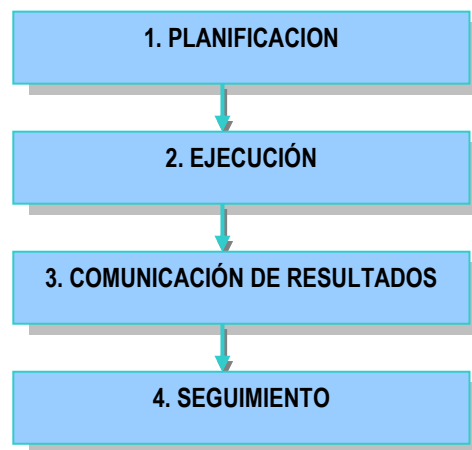 1. PLANIFICACION
2. EJECUCIÓN
3. COMUNICACIÓN DE RESULTADOS
4. SEGUIMIENTO